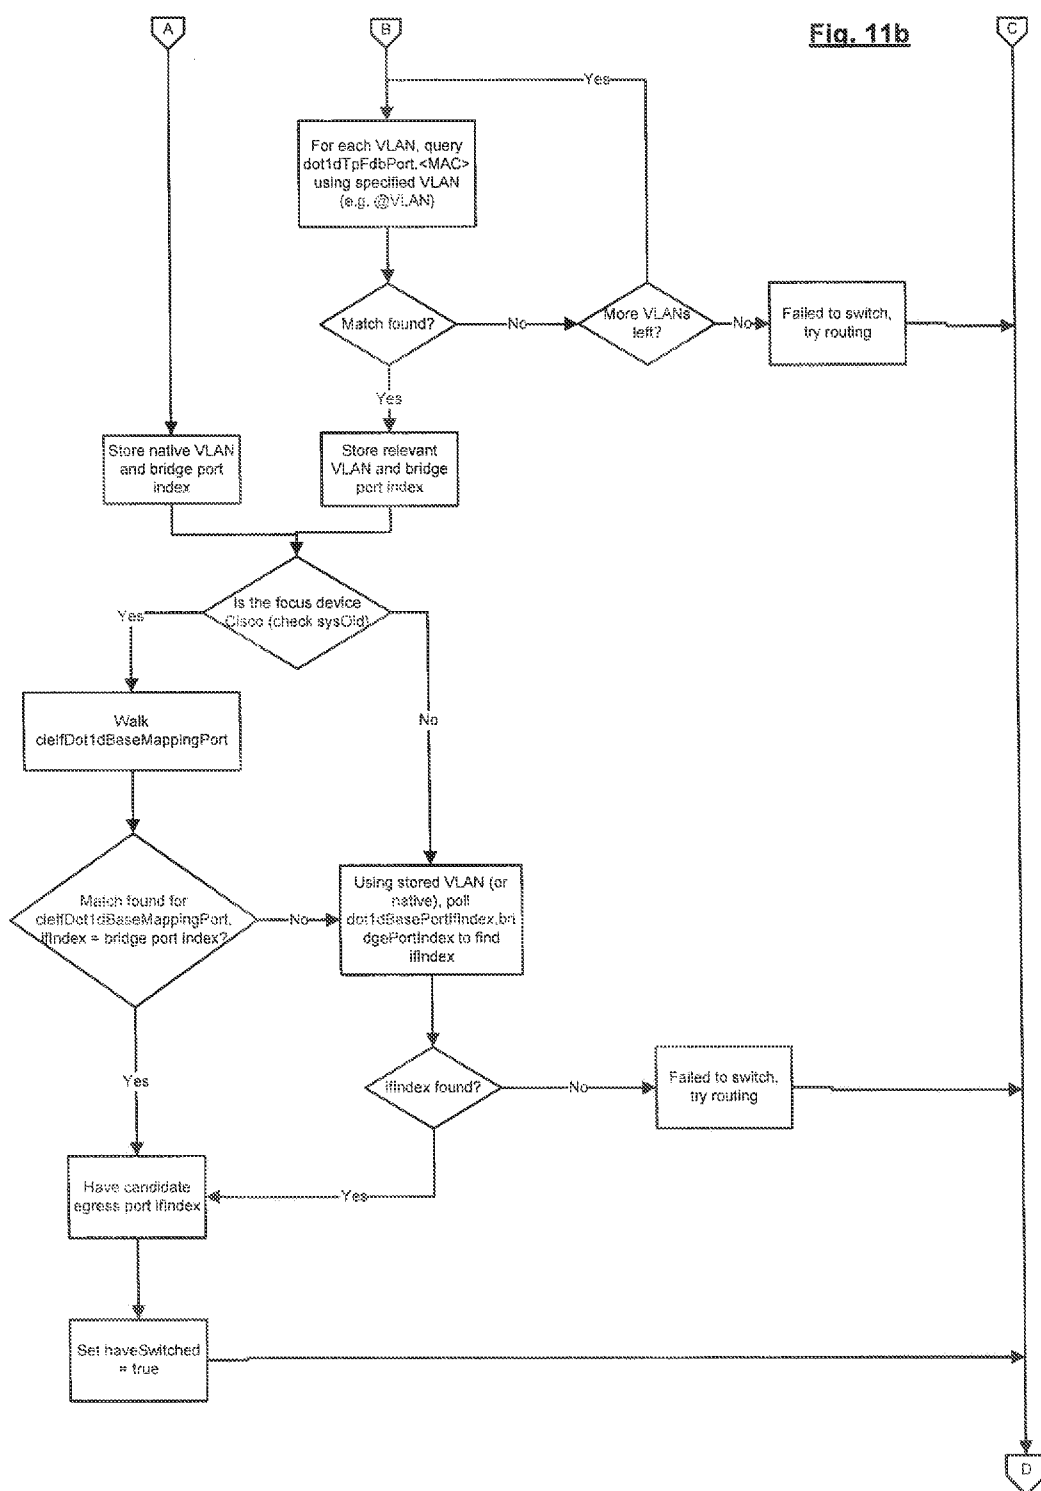 A
B
Fig. 11b
C
Yes
For each VLAN, query
dot1dTpFdbPort.<MAC>
using specified VLAN
(e.g. @VLAN)
Match found?
No
More VLANs
left?
No
Failed to switch,
try routing
Yes
Store native VLAN
and bridge port
index
Store relevant
VLAN and bridge
port index
Is the focus device
Cisco (check sysOid)
Yes
No
Walk
cieIfDot1dBaseMappingPort
Match found for
cieIfDot1dBaseMappingPort.
ifIndex = bridge port index?
No
Using stored VLAN (or
native), poll
dot1dBasePortIfIndex.bri
dgePortIndex to find
ifIndex
Yes
ifIndex found?
No
Failed to switch,
try routing
Have candidate
egress port ifIndex
Yes
Set haveSwitched
= true
D